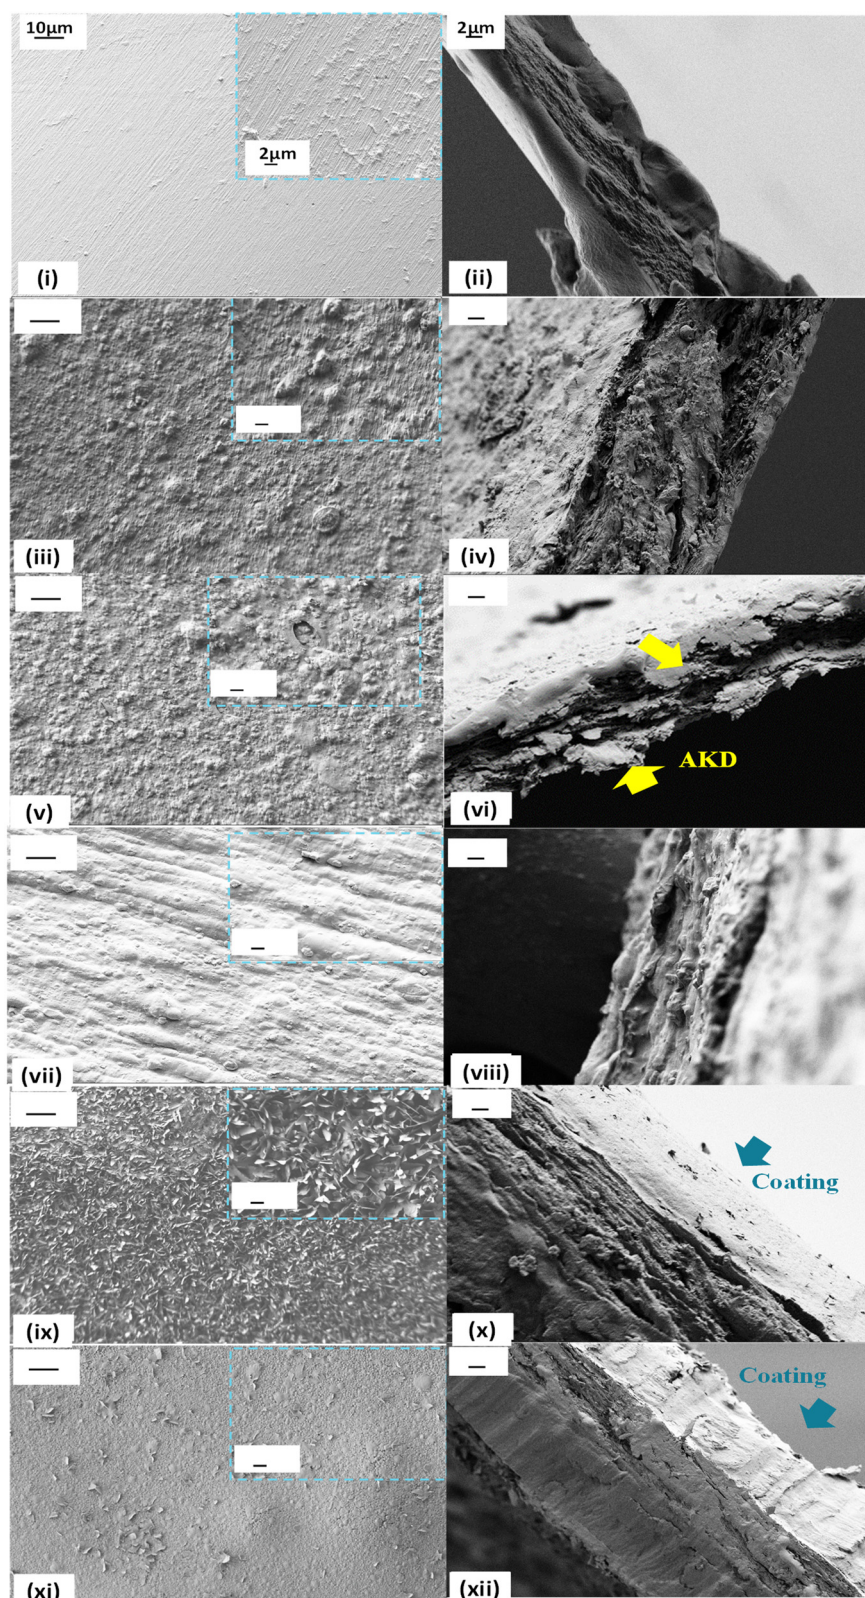 10μm
2μm
2μm
(i)
(ii)
(iii)
(iv)
AKD
(v)
(vi)
(vii)
(viii)
Coating
(ix)
(x)
Coating
(xi)
(xii)